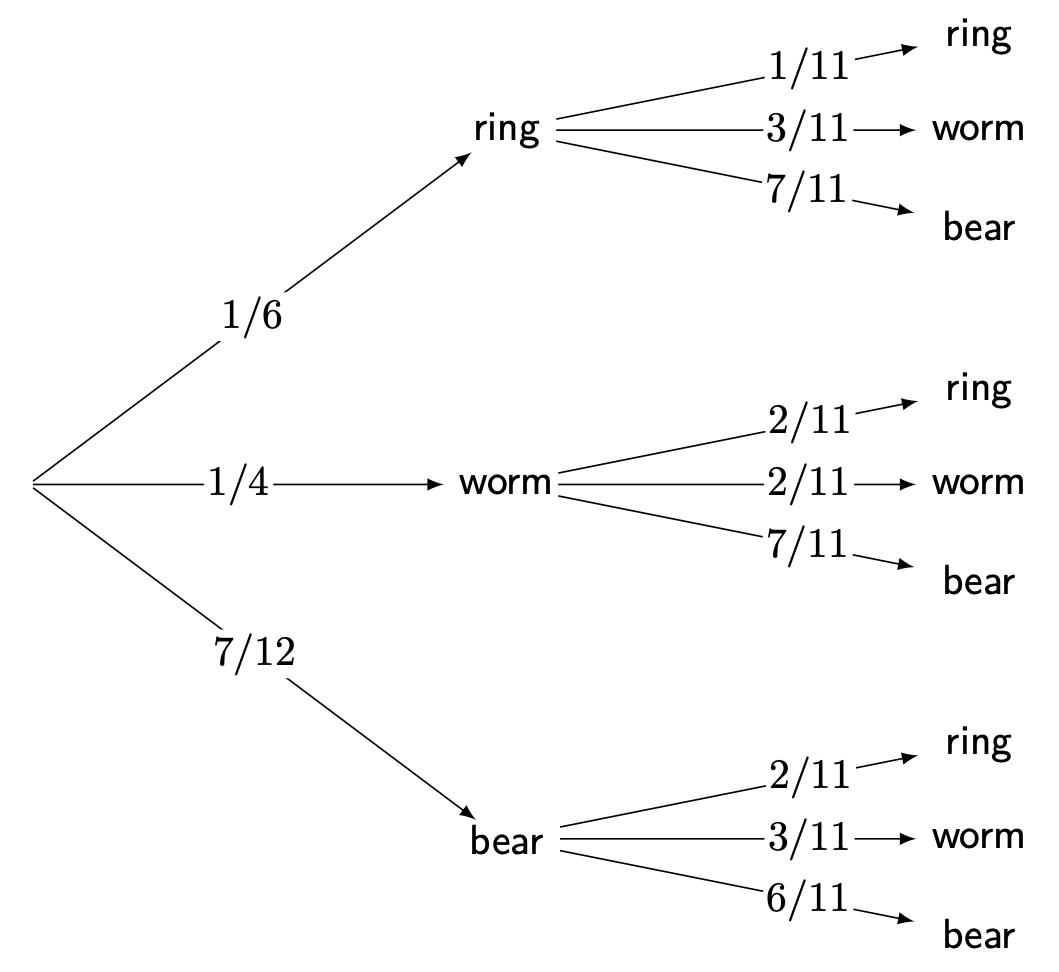 ring
1/11
ring
3/11
worm
7/11
bear
1/6
ring
2/11
1/4
worm
2/11
worm
7/11
bear
7/12
ring
2/11
bear
3/11
worm
6/11
bear